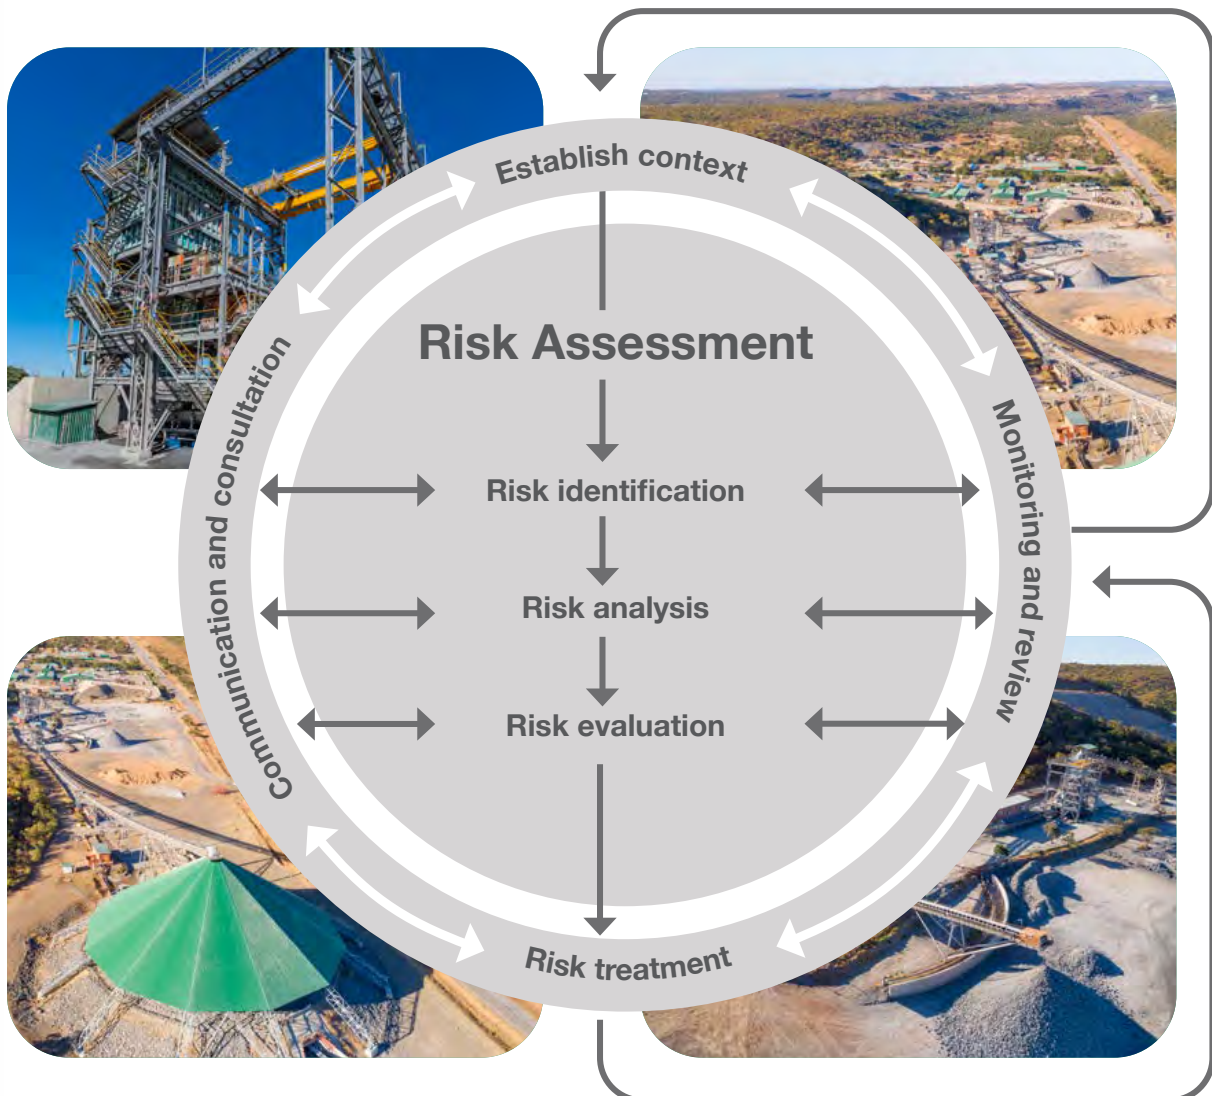 Establish context
Risk Assessment
Communication and consultation
Monitoring and review
Risk identification
Risk analysis
Risk evaluation
Risk treatment